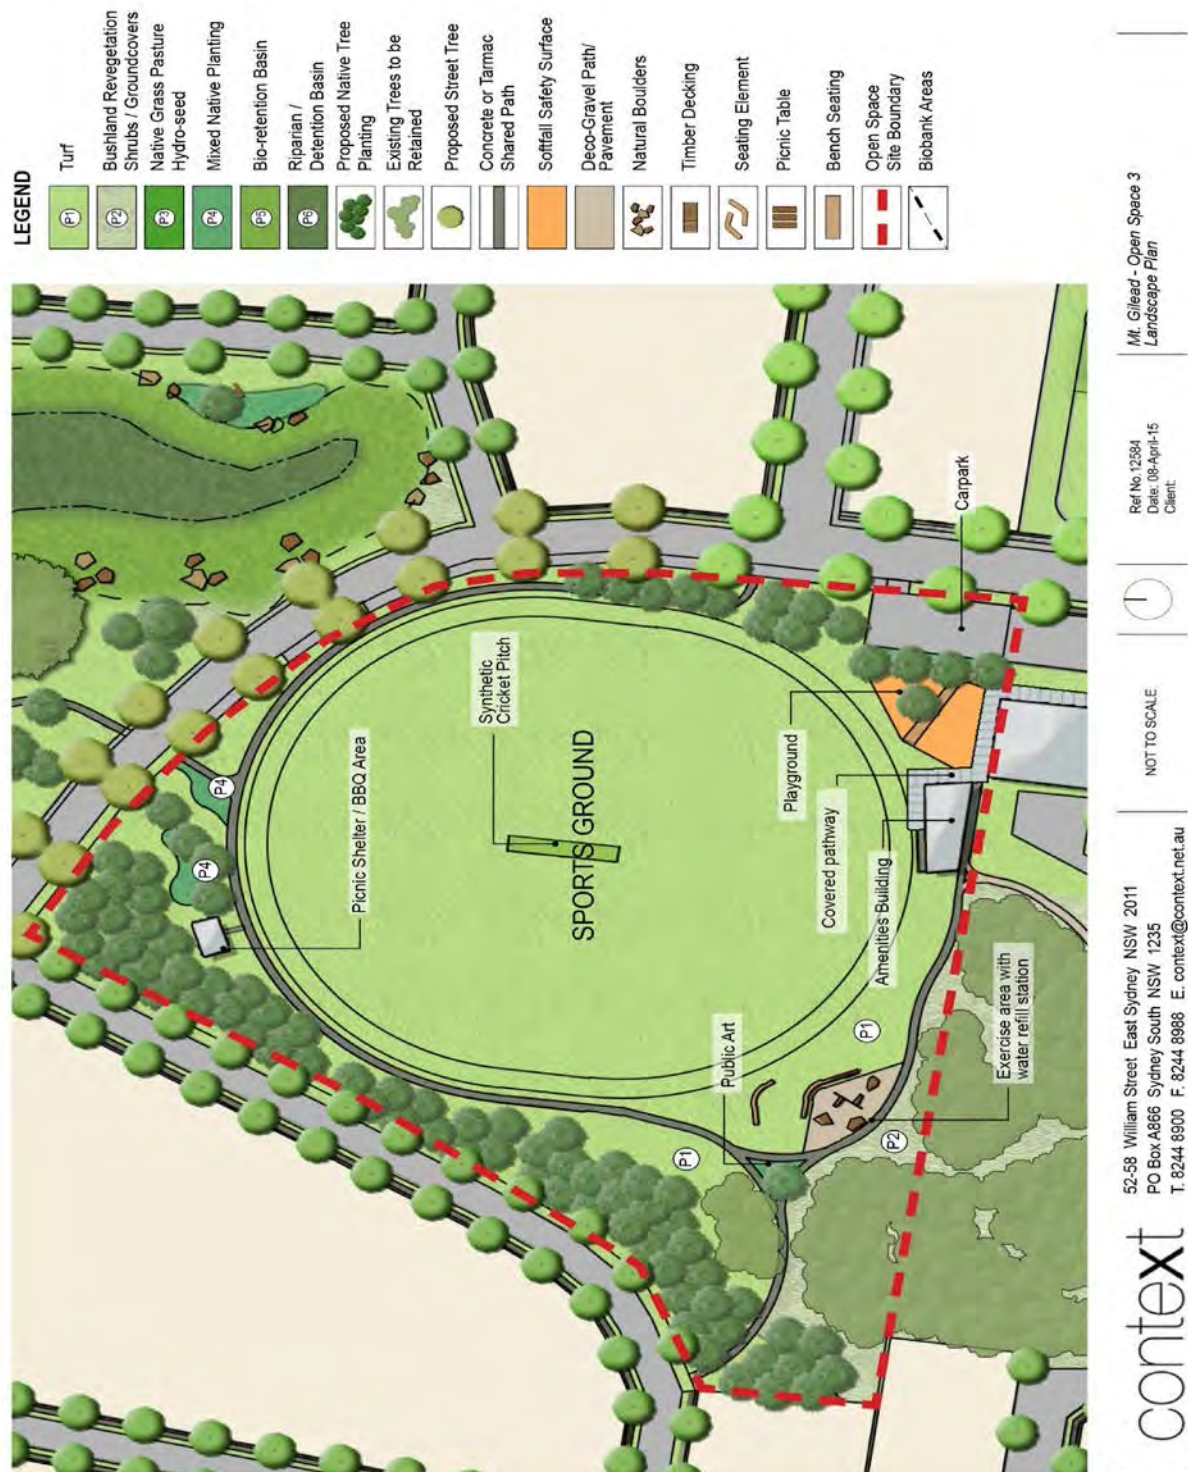 LEGEND
P1
Turf
P2
Bushland Revegetation
Shrubs / Groundcovers
P3
Native Grass Pasture
Hydro-seed
P4
Mixed Native Planting
P5
Bio-retention Basin
P6
Riparian /
Detention Basin
Proposed Native Tree
Planting
Existing Trees to be
Retained
Proposed Street Tree
Concrete or Tarmac
Shared Path
Softfall Safety Surface
Deco-Gravel Path/
Pavement
Natural Boulders
Timber Decking
Seating Element
Picnic Table
Bench Seating
Open Space
Site Boundary
Biobank Areas
P4
P4
Picnic Shelter / BBQ Area
Synthetic
Cricket Pitch
SPORTS GROUND
Carpark
Playground
Covered pathway
Amenities Building
Public Art
P1
P1
P2
Exercise area with
water refill station
context
52-58 William Street East Sydney NSW 2011
PO Box A866 Sydney South NSW 1235
T. 8244 8900 F. 8244 8988 E. context@context.net.au
NOT TO SCALE
Ref No. 12584
Date: 08-April-15
Client:
Mt. Gilead - Open Space 3
Landscape Plan